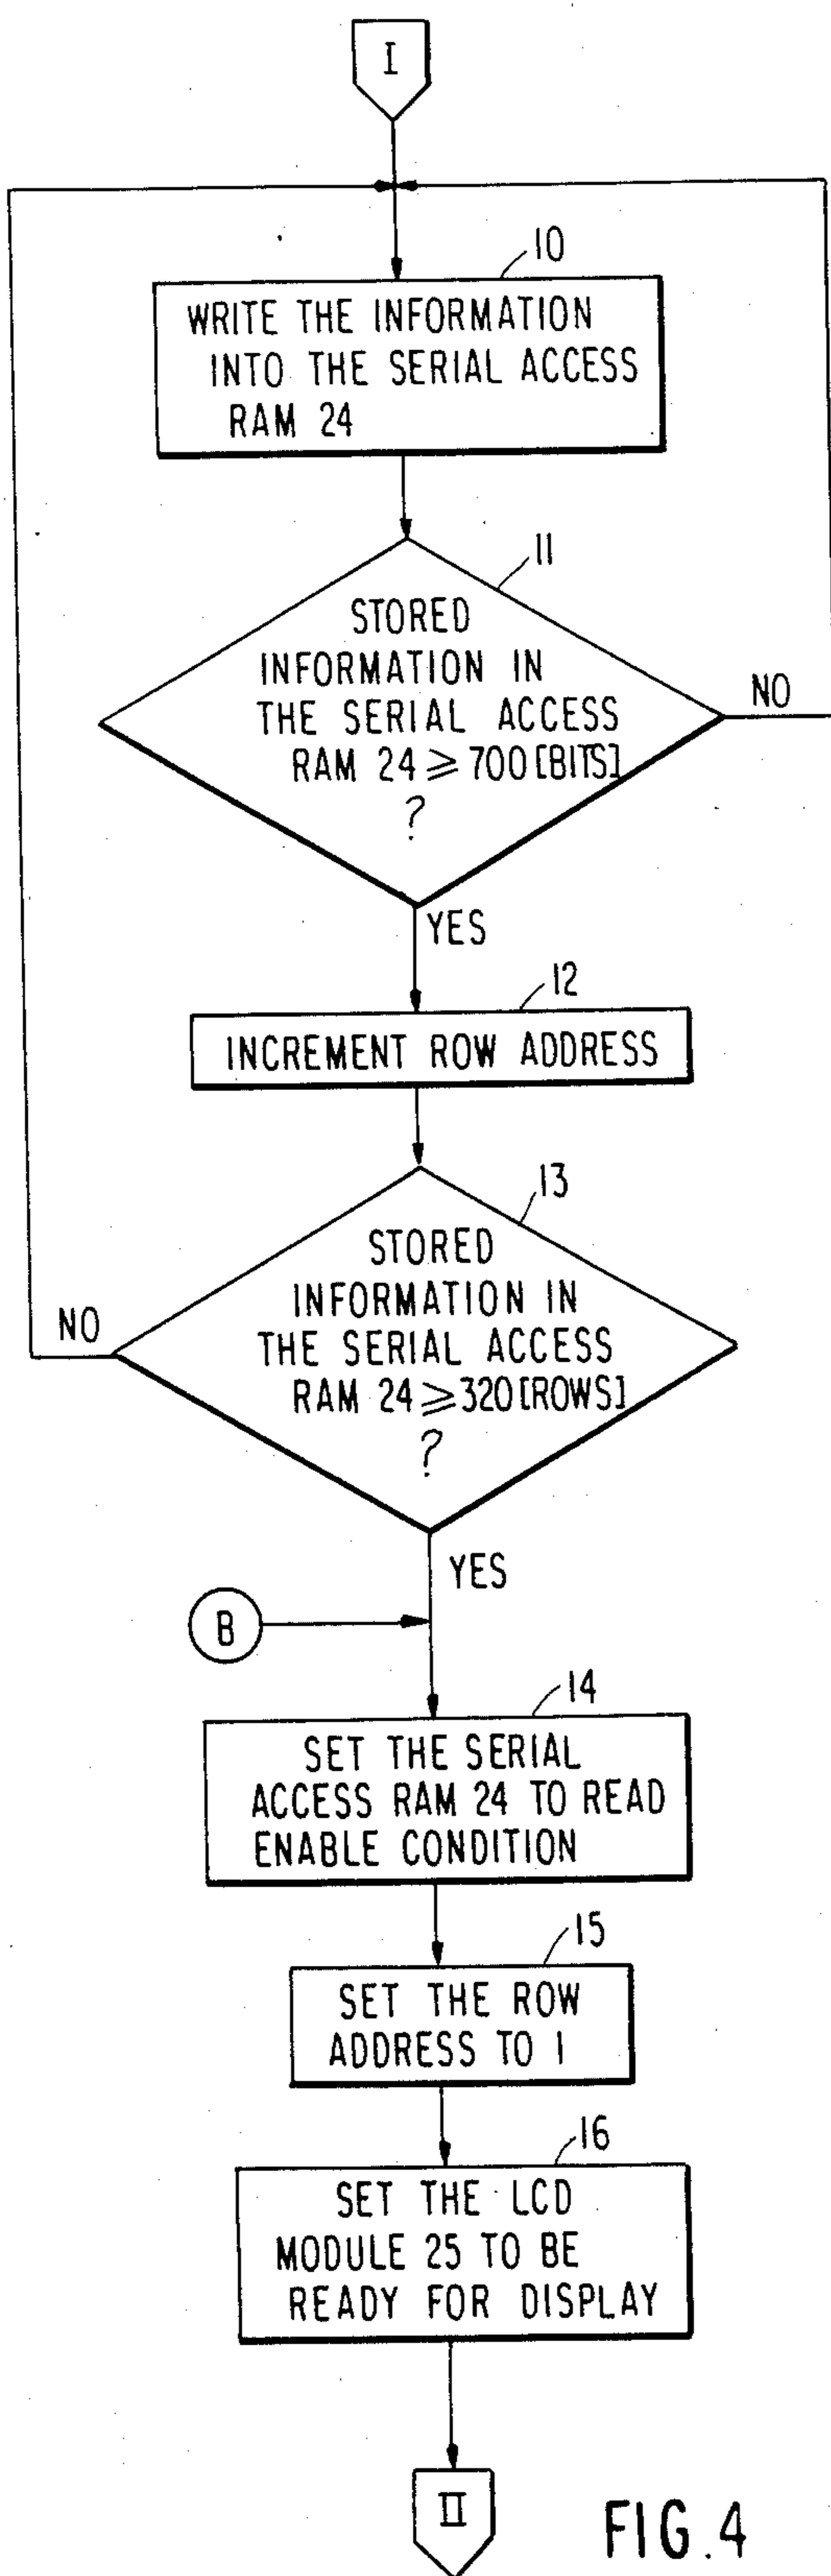 I
10
WRITE THE INFORMATION
INTO THE SERIAL ACCESS
RAM 24
11
STORED
INFORMATION IN
THE SERIAL ACCESS
RAM 24 ≥ 700 [BITS]
?
NO
YES
12
INCREMENT ROW ADDRESS
13
STORED
INFORMATION IN
THE SERIAL ACCESS
RAM 24 ≥ 320 [ROWS]
?
NO
YES
B
14
SET THE SERIAL
ACCESS RAM 24 TO READ
ENABLE CONDITION
15
SET THE ROW
ADDRESS TO 1
16
SET THE LCD
MODULE 25 TO BE
READY FOR DISPLAY
II
FIG.4